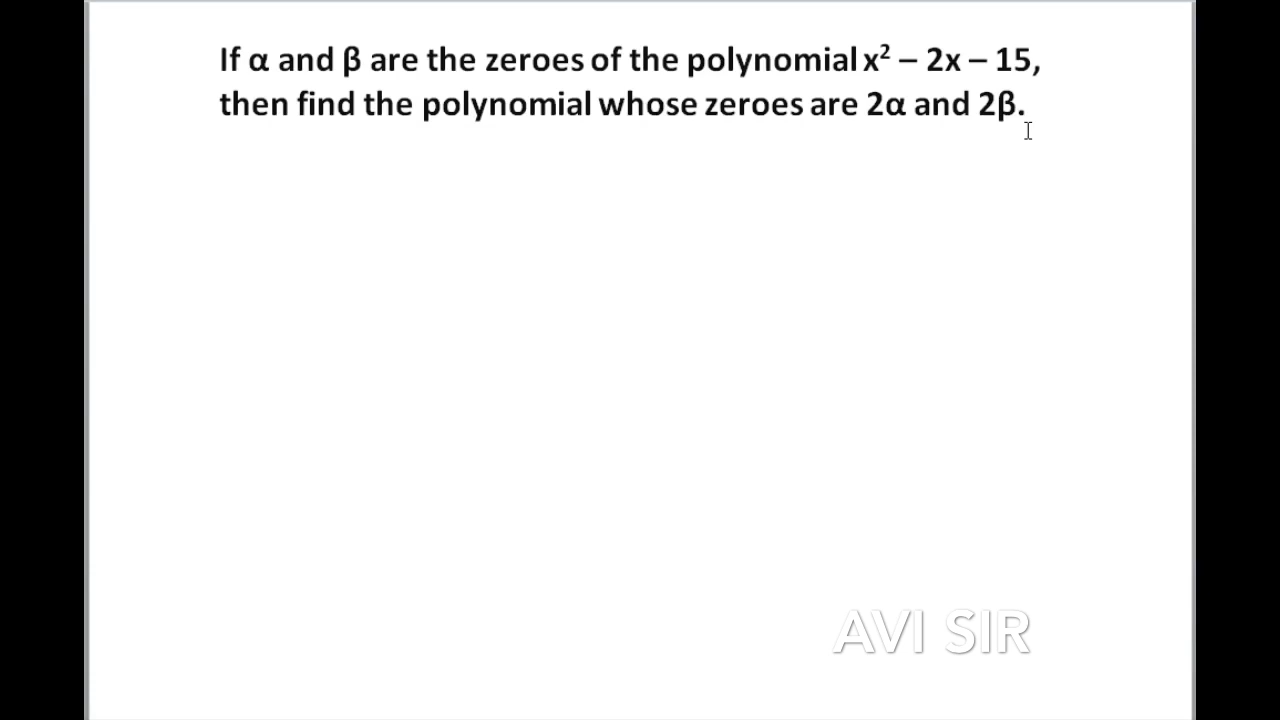 If α and β are the zeroes of the polynomial x² – 2x – 15,
then find the polynomial whose zeroes are 2α and 2β.
AVI SIR